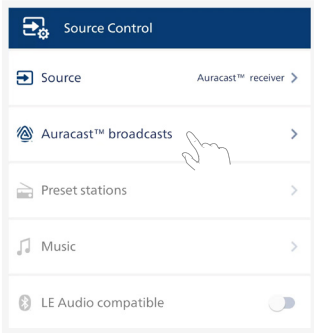 Source Control
Source Auracast™ receiver
Auracast™ broadcasts
Preset stations
Music
LE Audio compatible